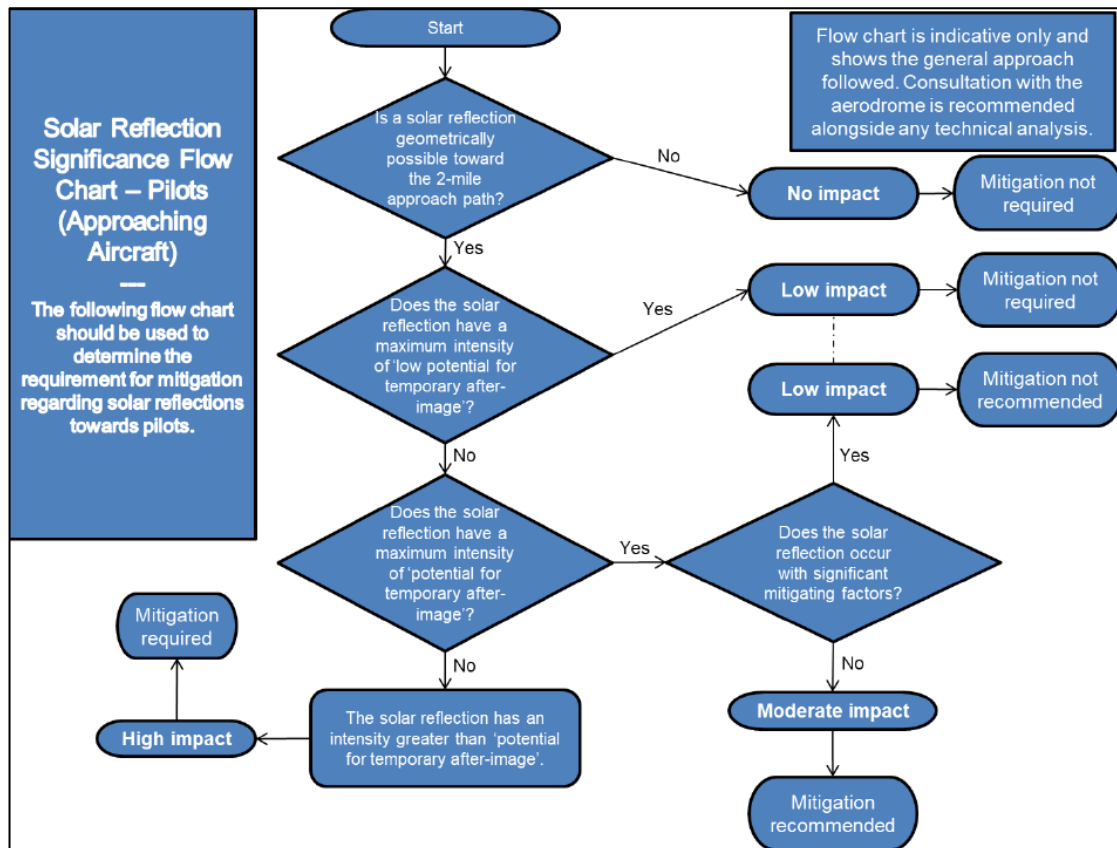 Solar Reflection
Significance Flow
Chart – Pilots
(Approaching
Aircraft)
---
The following flow chart
should be used to
determine the
requirement for mitigation
regarding solar reflections
towards pilots.
Start
Flow chart is indicative only and
shows the general approach
followed. Consultation with the
aerodrome is recommended
alongside any technical analysis.
Is a solar reflection
geometrically
possible toward
the 2-mile
approach path?
No
No impact
Mitigation not
required
Yes
Does the solar
reflection have a
maximum intensity
of ‘low potential for
temporary after-
image’?
Yes
Low impact
Mitigation not
required
Low impact
Mitigation not
recommended
No
Yes
Does the solar
reflection have a
maximum intensity
of ‘potential for
temporary after-
image’?
Yes
Does the solar
reflection occur
with significant
mitigating factors?
Mitigation
required
No
No
The solar reflection has an
intensity greater than ‘potential
for temporary after-image’.
High impact
Moderate impact
Mitigation
recommended